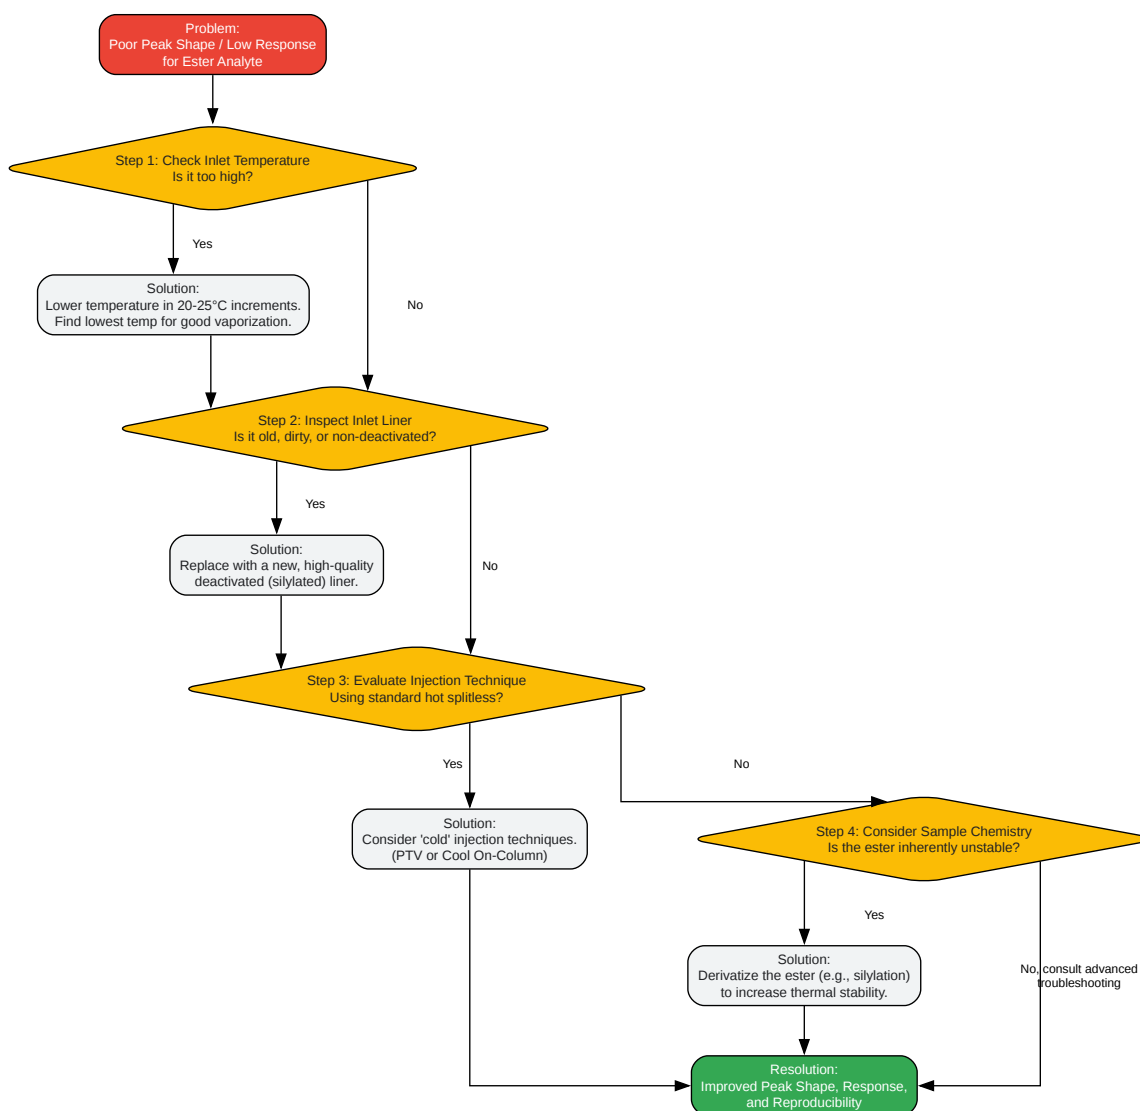 Problem:
Poor Peak Shape / Low Response
for Ester Analyte
Step 1: Check Inlet Temperature
Is it too high?
Yes
No
Solution:
Lower temperature in 20-25°C increments.
Find lowest temp for good vaporization.
Step 2: Inspect Inlet Liner
Is it old, dirty, or non-deactivated?
Yes
No
Solution:
Replace with a new, high-quality
deactivated (silylated) liner.
Step 3: Evaluate Injection Technique
Using standard hot splitless?
Yes
No
Solution:
Consider 'cold' injection techniques.
(PTV or Cool On-Column)
Step 4: Consider Sample Chemistry
Is the ester inherently unstable?
Yes
No, consult advanced
troubleshooting
Solution:
Derivatize the ester (e.g., silylation)
to increase thermal stability.
Resolution:
Improved Peak Shape, Response,
and Reproducibility